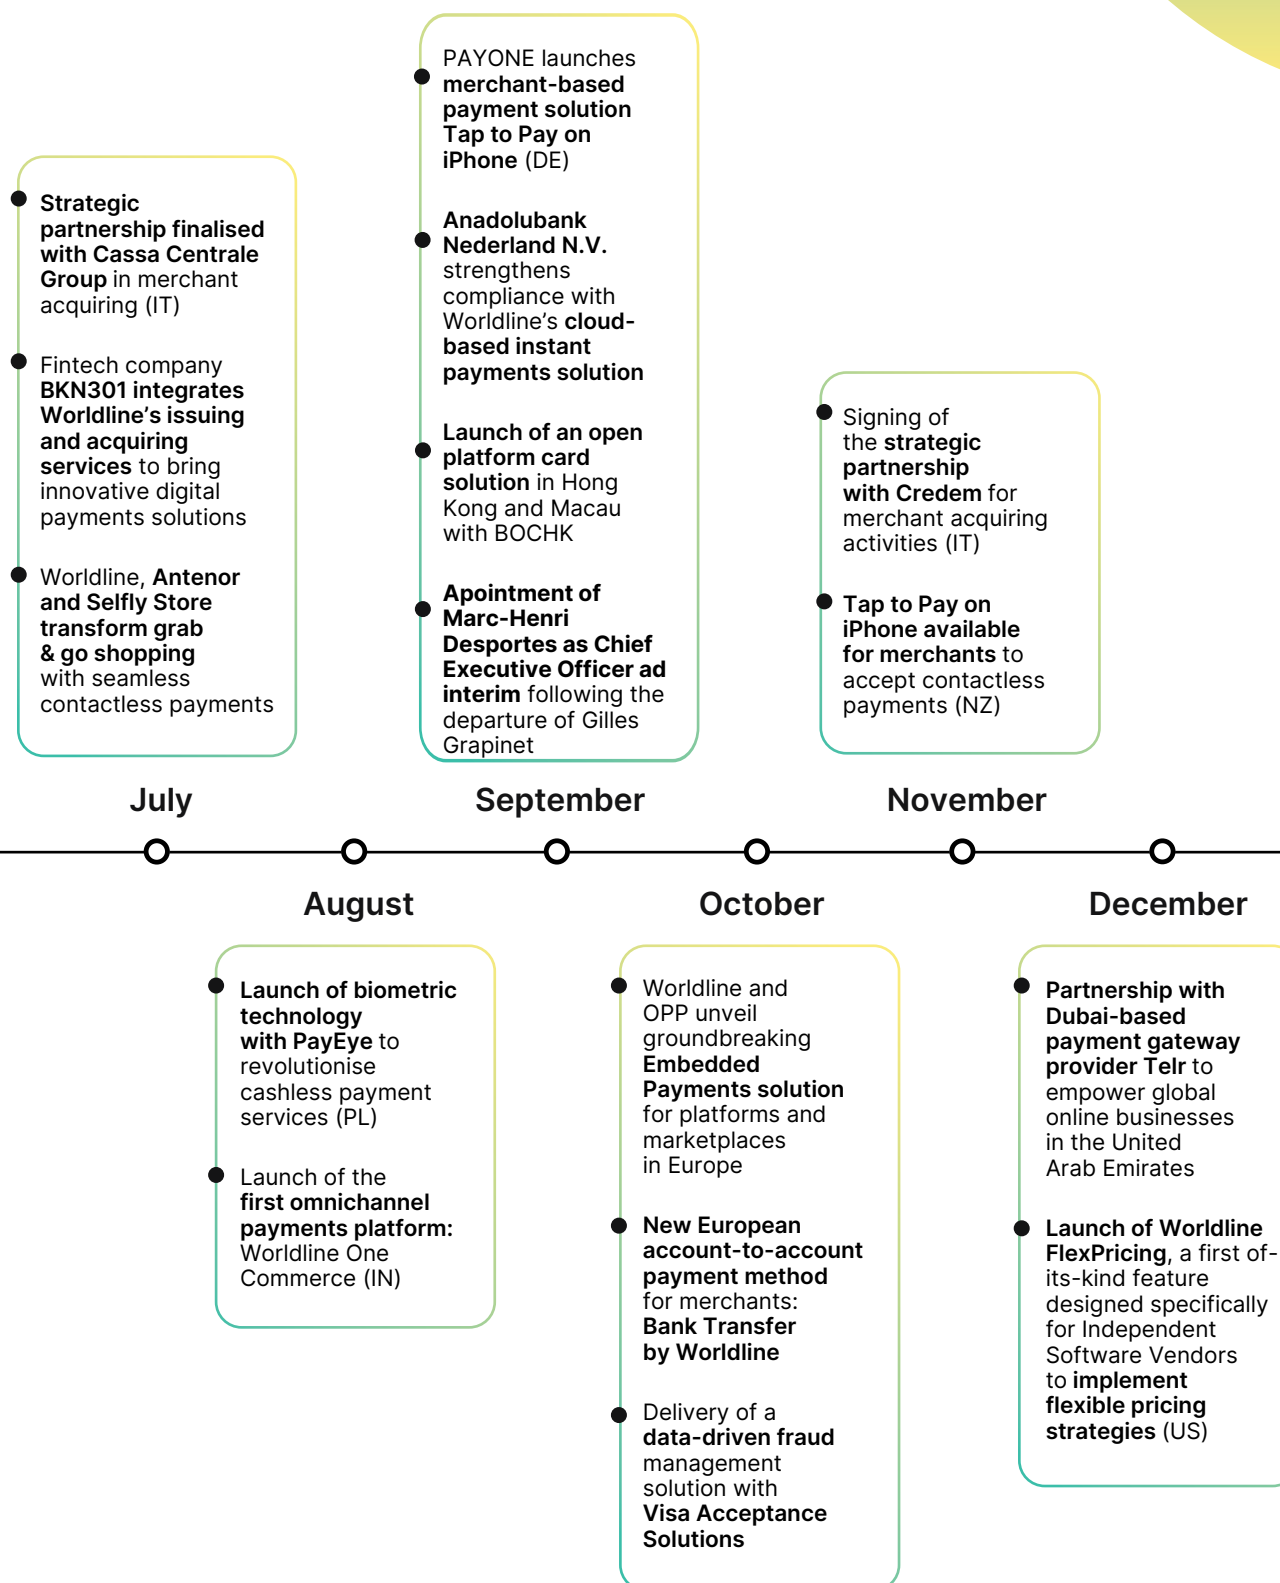 Strategic
partnership finalised
with Cassa Centrale
Group in merchant
acquiring (IT)
Fintech company
BKN301 integrates
Worldline’s issuing
and acquiring
services to bring
innovative digital
payments solutions
Worldline, Antenor
and Selfly Store
transform grab
& go shopping
with seamless
contactless payments
July
August
Launch of biometric
technology
with PayEye to
revolutionise
cashless payment
services (PL)
Launch of the
first omnichannel
payments platform:
Worldline One
Commerce (IN)
PAYONE launches
merchant-based
payment solution
Tap to Pay on
iPhone (DE)
Anadolubank
Nederland N.V.
strengthens
compliance with
Worldline’s cloud-
based instant
payments solution
Launch of an open
platform card
solution in Hong
Kong and Macau
with BOCHK
Apointment of
Marc-Henri
Desportes as Chief
Executive Officer ad
interim following the
departure of Gilles
Grapinet
September
October
Worldline and
OPP unveil
groundbreaking
Embedded
Payments solution
for platforms and
marketplaces
in Europe
New European
account-to-account
payment method
for merchants:
Bank Transfer
by Worldline
Delivery of a
data-driven fraud
management
solution with
Visa Acceptance
Solutions
Signing of
the strategic
partnership
with Credem for
merchant acquiring
activities (IT)
Tap to Pay on
iPhone available
for merchants to
accept contactless
payments (NZ)
November
December
Partnership with
Dubai-based
payment gateway
provider Telr to
empower global
online businesses
in the United
Arab Emirates
Launch of Worldline
FlexPricing, a first of-
its-kind feature
designed specifically
for Independent
Software Vendors
to implement
flexible pricing
strategies (US)